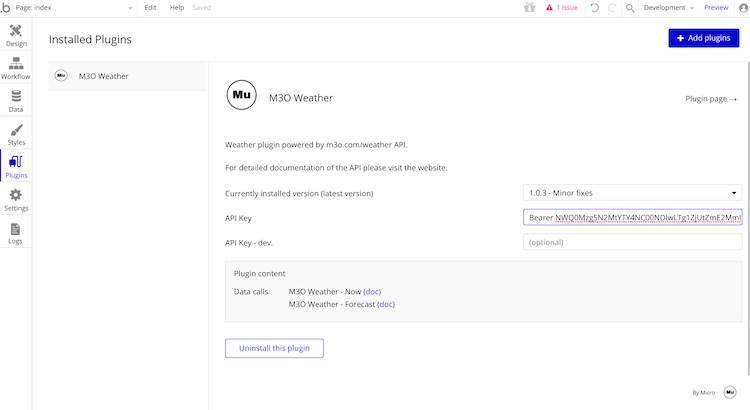 .b Page: index Edit Help Saved 1 issue Development Preview
Design
Workflow
Data
Styles
Plugins
Settings
Logs
Installed Plugins
+ Add plugins
Mu M3O Weather
Mu M3O Weather
Plugin page →
Weather plugin powered by m3o.com/weather API.
For detailed documentation of the API please visit the website.
Currently installed version (latest version) 1.0.3 - Minor fixes
API Key Bearer
API Key - dev. (optional)
Plugin content
Data calls M3O Weather - Now (doc)
M3O Weather - Forecast (doc)
Uninstall this plugin
By Micro Mu